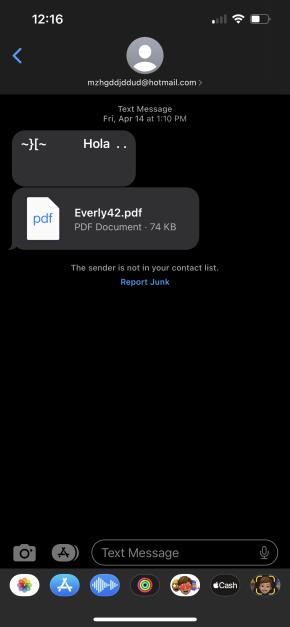 12:16
mzhgddjddud@hotmail.com >
Text Message
Fri, Apr 14 at 1:10 PM
~}[~ Hola . .
pdf
Everly42.pdf
PDF Document · 74 KB
The sender is not in your contact list.
Report Junk
Text Message
Cash